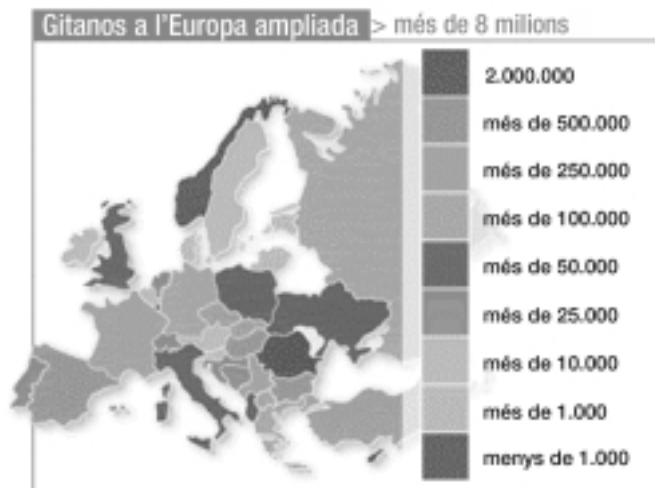 Gitanos a l'Europa ampliada > més de 8 milions
2.000.000
més de 500.000
més de 250.000
més de 100.000
més de 50.000
més de 25.000
més de 10.000
més de 1.000
menys de 1.000